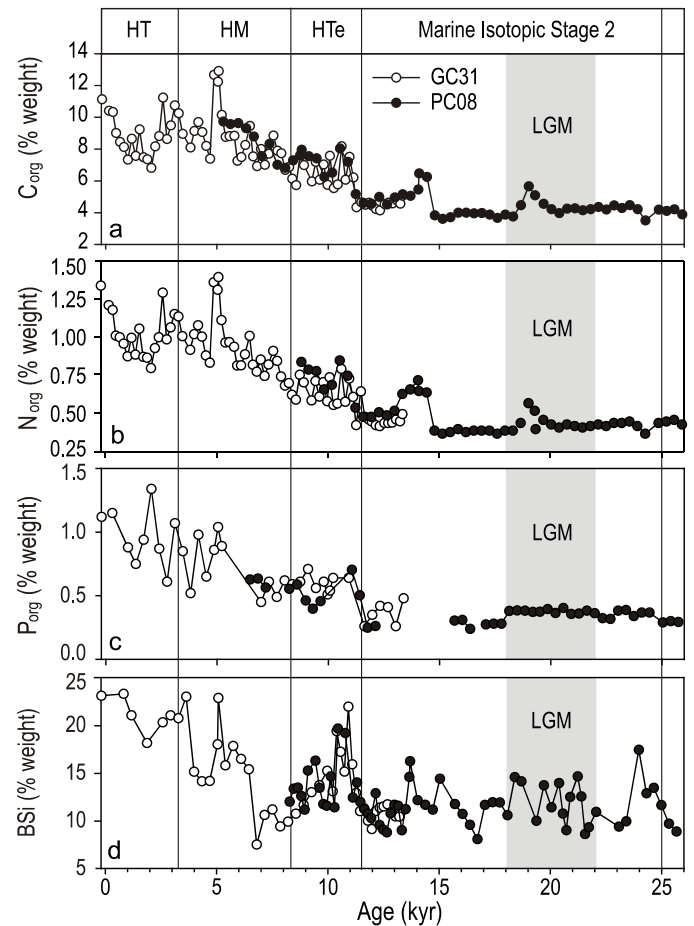 HT HM HTe Marine Isotopic Stage 2
14
12
10
8
6
4
2
C_org (% weight)
GC31
PC08
LGM
a
1.50
1.25
1.00
0.75
0.50
0.25
N_org (% weight)
LGM
b
1.5
1.0
0.5
0.0
P_org (% weight)
LGM
c
25
20
15
10
5
BSi (% weight)
LGM
d
0 5 10 15 20 25
Age (kyr)